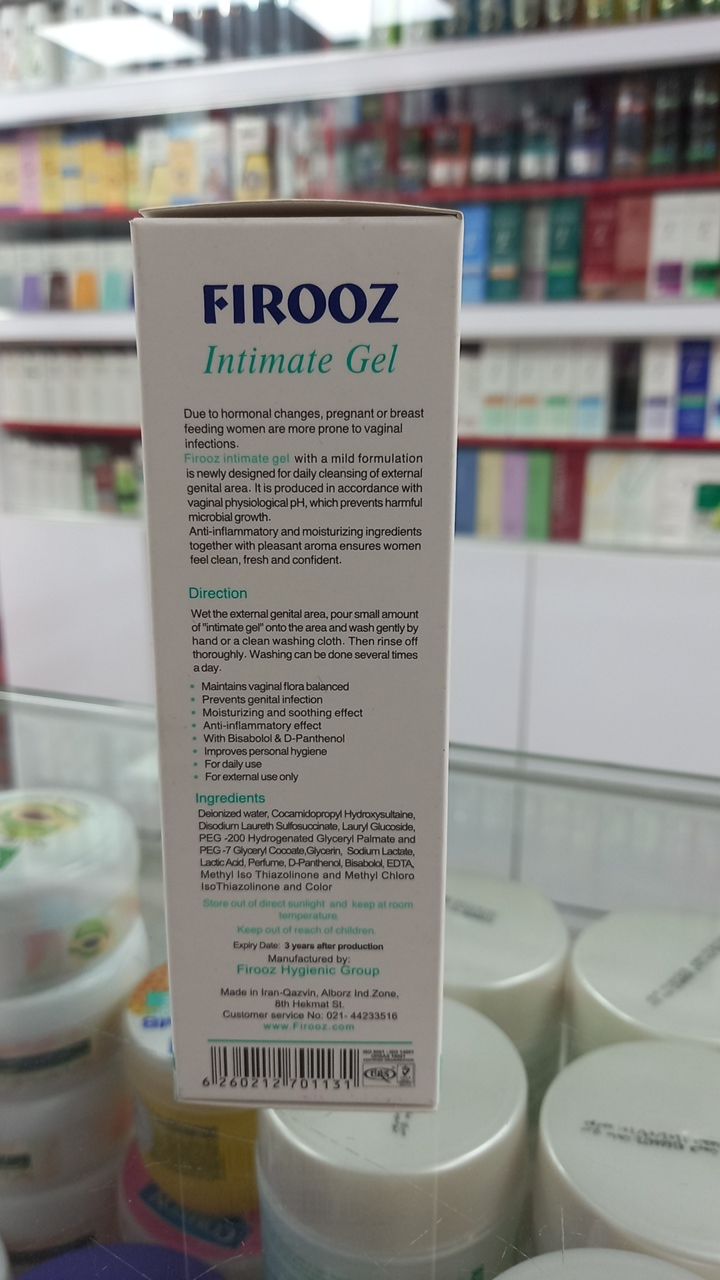 FIROOZ
Intimate Gel
Due to hormonal changes, pregnant or breast
feeding women are more prone to vaginal
infections.
Firooz intimate gel with a mild formulation
is newly designed for daily cleansing of external
genital area. It is produced in accordance with
vaginal physiological pH, which prevents harmful
microbial growth.
Anti-inflammatory and moisturizing ingredients
together with pleasant aroma ensures women
feel clean, fresh and confident.
Direction
Wet the external genital area, pour small amount
of "intimate gel" onto the area and wash gently by
hand or a clean washing cloth. Then rinse off
thoroughly. Washing can be done several times
a day.
• Maintains vaginal flora balanced
• Prevents genital infection
• Moisturizing and soothing effect
• Anti-inflammatory effect
• With Bisabolol & D-Panthenol
• Improves personal hygiene
• For daily use
• For external use only
Ingredients
Deionized water, Cocamidopropyl Hydroxysultaine,
Disodium Laureth Sulfosuccinate, Lauryl Glucoside,
PEG -200 Hydrogenated Glyceryl Palmate and
PEG -7 Glyceryl Cocoate,Glycerin, Sodium Lactate,
Lactic Acid, Perfume, D-Panthenol, Bisabolol, EDTA,
Methyl Iso Thiazolinone and Methyl Chloro
IsoThiazolinone and Color
Store out of direct sunlight and keep at room
temperature.
Keep out of reach of children.
Expiry Date: 3 years after production
Manufactured by:
Firooz Hygienic Group
Made in Iran-Qazvin, Alborz Ind.Zone,
8th Hekmat St.
Customer service No: 021- 44233516
www.Firooz.com
6 260212 701131